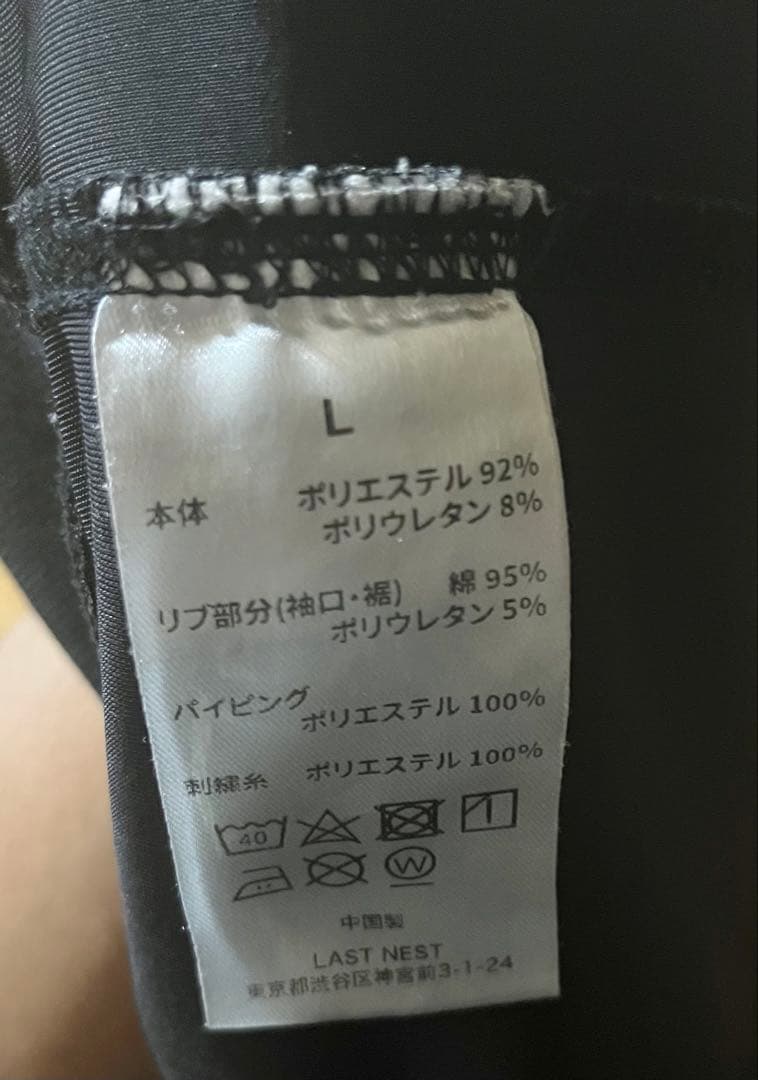 L
本体 ポリエステル 92%
ポリウレタン 8%
リブ部分(袖口・裾) 綿 95%
ポリウレタン 5%
パイピング ポリエステル 100%
刺繍糸 ポリエステル 100%
40
W
中国製
LAST NEST
東京都渋谷区神宮前3-1-24